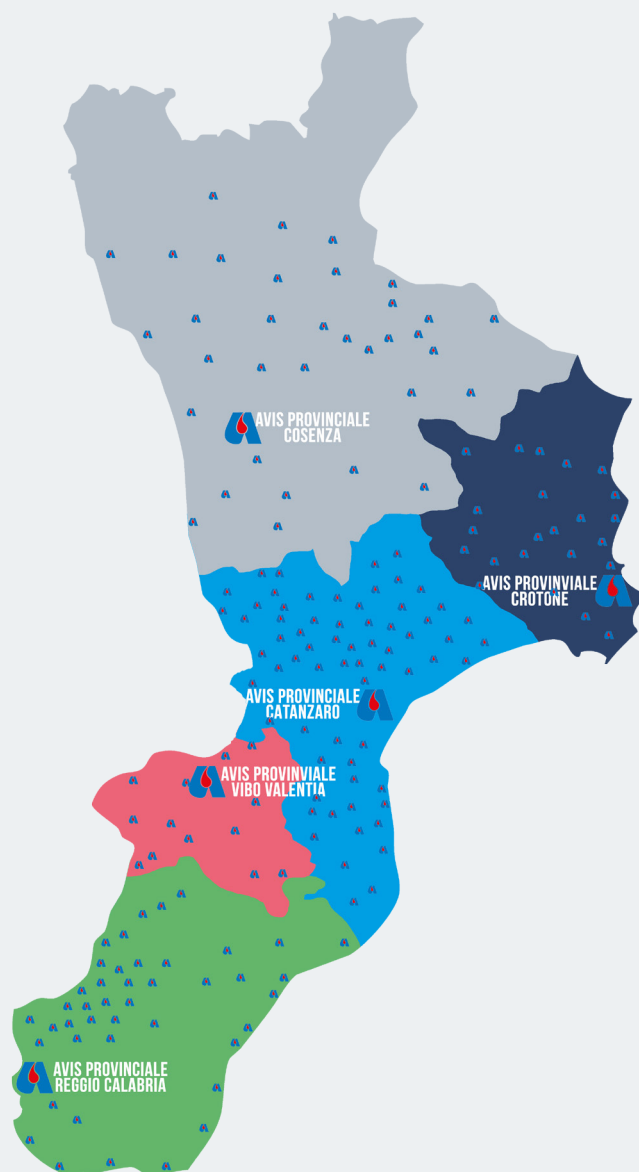 AVIS PROVINCIALE
COSENZA
AVIS PROVINVIALE
CROTONE
AVIS PROVINCIALE
CATANZARO
AVIS PROVINVIALE
VIBO VALENTIA
AVIS PROVINCIALE
REGGIO CALABRIA